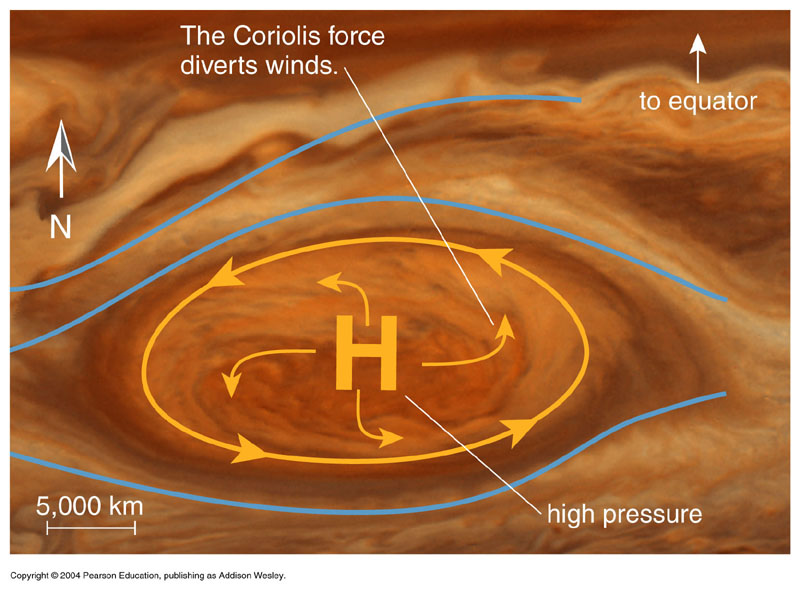 The Coriolis force
diverts winds.
to equator
N
H
5,000 km
high pressure
Copyright © 2004 Pearson Education, publishing as Addison Wesley.